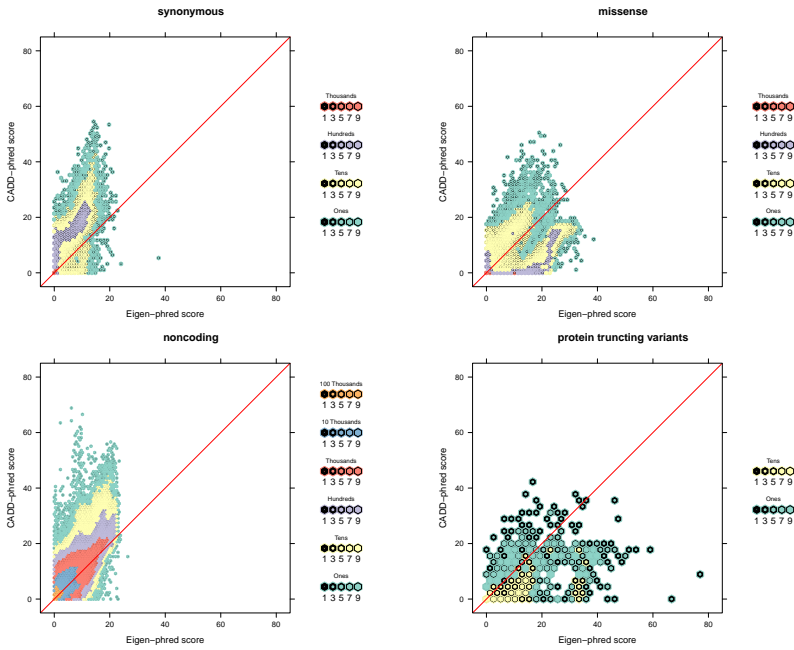 synonymous
80
60
40
20
0
0 20 40 60 80
CADD−phred score
Eigen−phred score
Thousands
1 3 5 7 9
Hundreds
1 3 5 7 9
Tens
1 3 5 7 9
Ones
1 3 5 7 9
missense
80
60
40
20
0
0 20 40 60 80
CADD−phred score
Eigen−phred score
Thousands
1 3 5 7 9
Hundreds
1 3 5 7 9
Tens
1 3 5 7 9
Ones
1 3 5 7 9
noncoding
80
60
40
20
0
0 20 40 60 80
CADD−phred score
Eigen−phred score
100 Thousands
1 3 5 7 9
10 Thousands
1 3 5 7 9
Thousands
1 3 5 7 9
Hundreds
1 3 5 7 9
Tens
1 3 5 7 9
Ones
1 3 5 7 9
protein truncting variants
80
60
40
20
0
0 20 40 60 80
CADD−phred score
Eigen−phred score
Tens
1 3 5 7 9
Ones
1 3 5 7 9